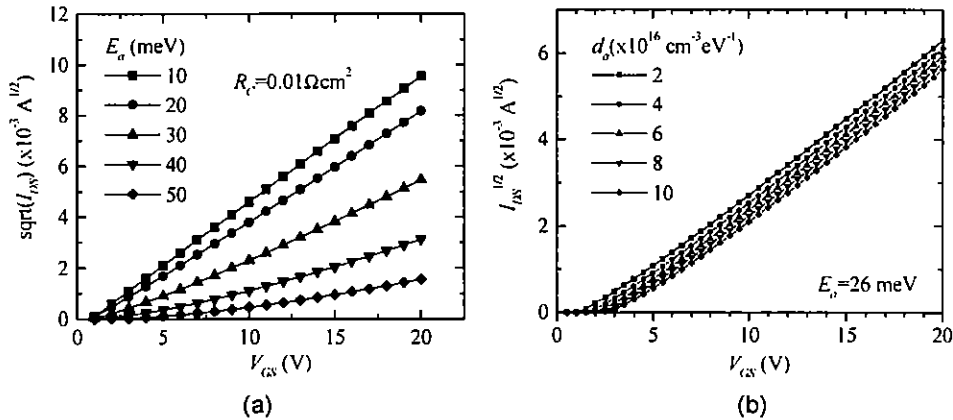 12
10
8
6
4
2
0
sqrt(I_DS) (x10^-3 A^1/2)
E_a (meV)
10
20
30
40
50
R_c=0.01Ωcm^2
0 5 10 15 20
V_GS (V)
(a)
6
4
2
0
I_DS^1/2 (x10^-3 A^1/2)
d_a(x10^16 cm^-3eV^-1)
2
4
6
8
10
E_a=26 meV
0 5 10 15 20
V_GS (V)
(b)